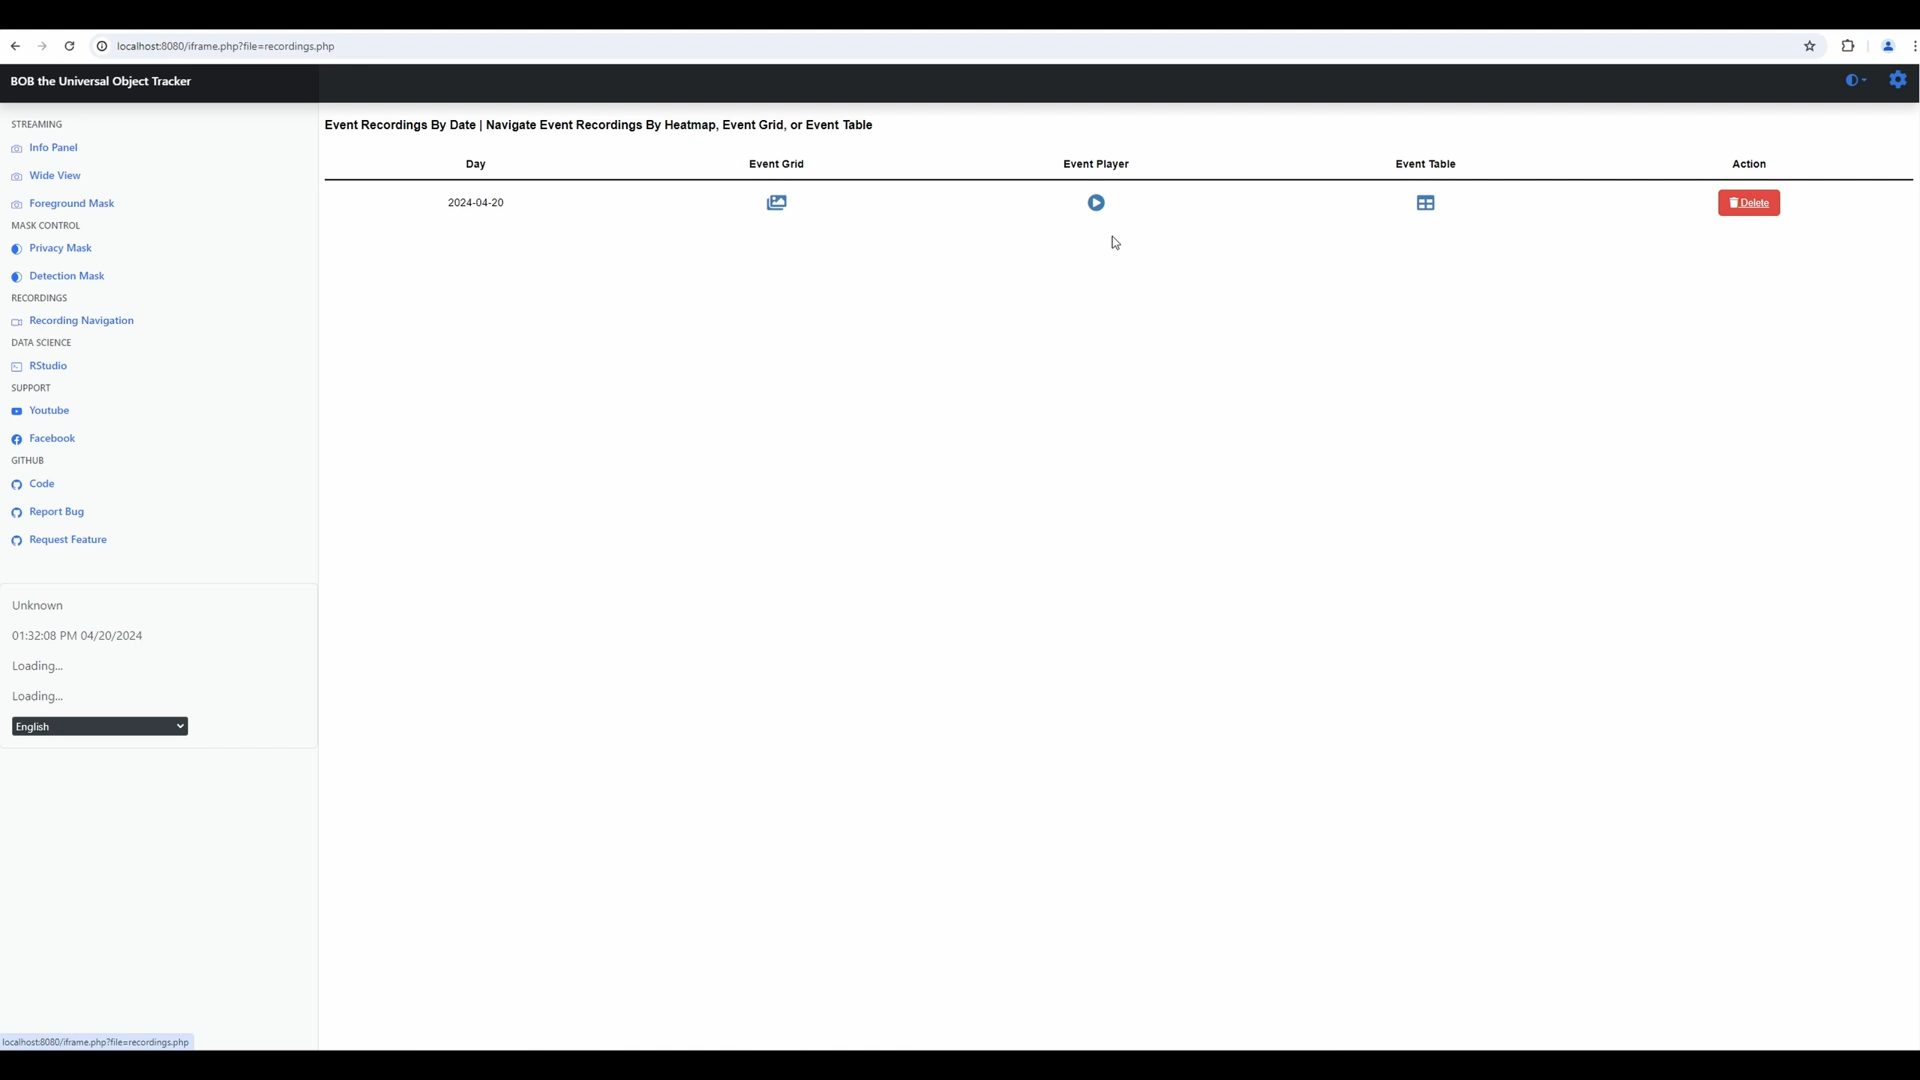 localhost:8080/iframe.php?file=recordings.php
BOB the Universal Object Tracker
STREAMING
Info Panel
Wide View
Foreground Mask
MASK CONTROL
Privacy Mask
Detection Mask
RECORDINGS
Recording Navigation
DATA SCIENCE
RStudio
SUPPORT
Youtube
Facebook
GITHUB
Code
Report Bug
Request Feature
Unknown
01:32:08 PM 04/20/2024
Loading...
Loading...
English
Event Recordings By Date | Navigate Event Recordings By Heatmap, Event Grid, or Event Table
Day Event Grid Event Player Event Table Action
2024-04-20 Delete
localhost:8080/iframe.php?file=recordings.php